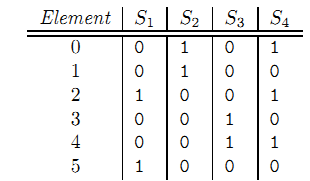 Element S₁ S₂ S₃ S₄
0 0 1 0 1
1 0 1 0 0
2 1 0 0 1
3 0 0 1 0
4 0 0 1 1
5 1 0 0 0